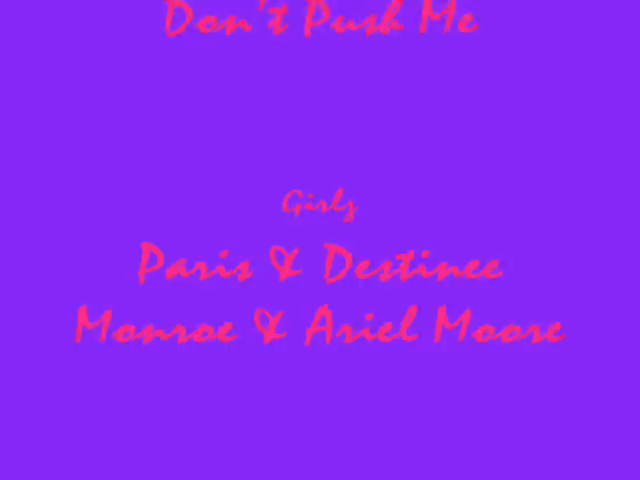 Don't Push Me
Girlz
Paris & Destinee
Monroe & Ariel Moore